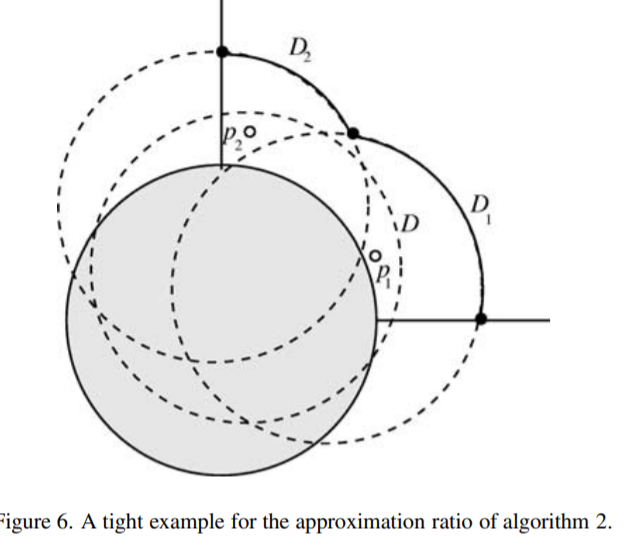 D₂
p₂
D₁
D
p₁
Figure 6. A tight example for the approximation ratio of algorithm 2.